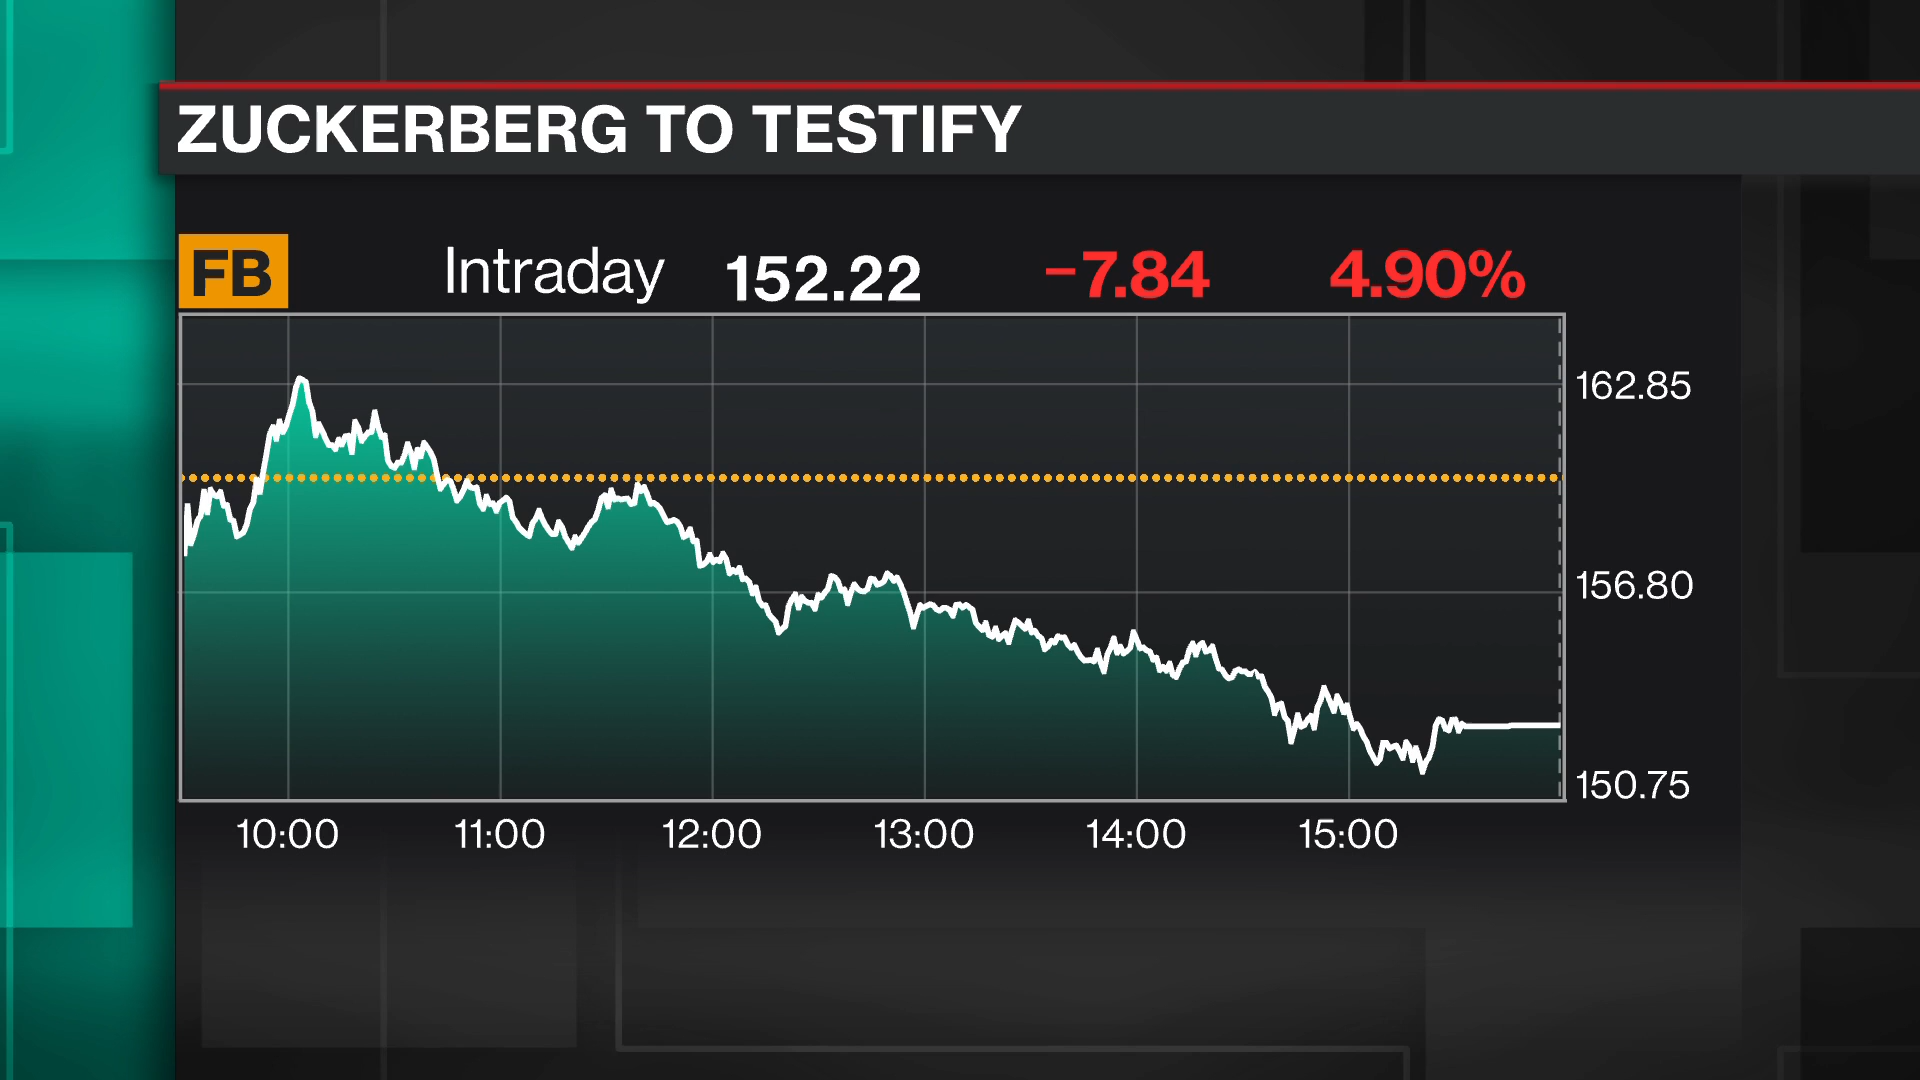 ZUCKERBERG TO TESTIFY
FB Intraday 152.22 −7.84 4.90%
162.85
156.80
150.75
10:00 11:00 12:00 13:00 14:00 15:00